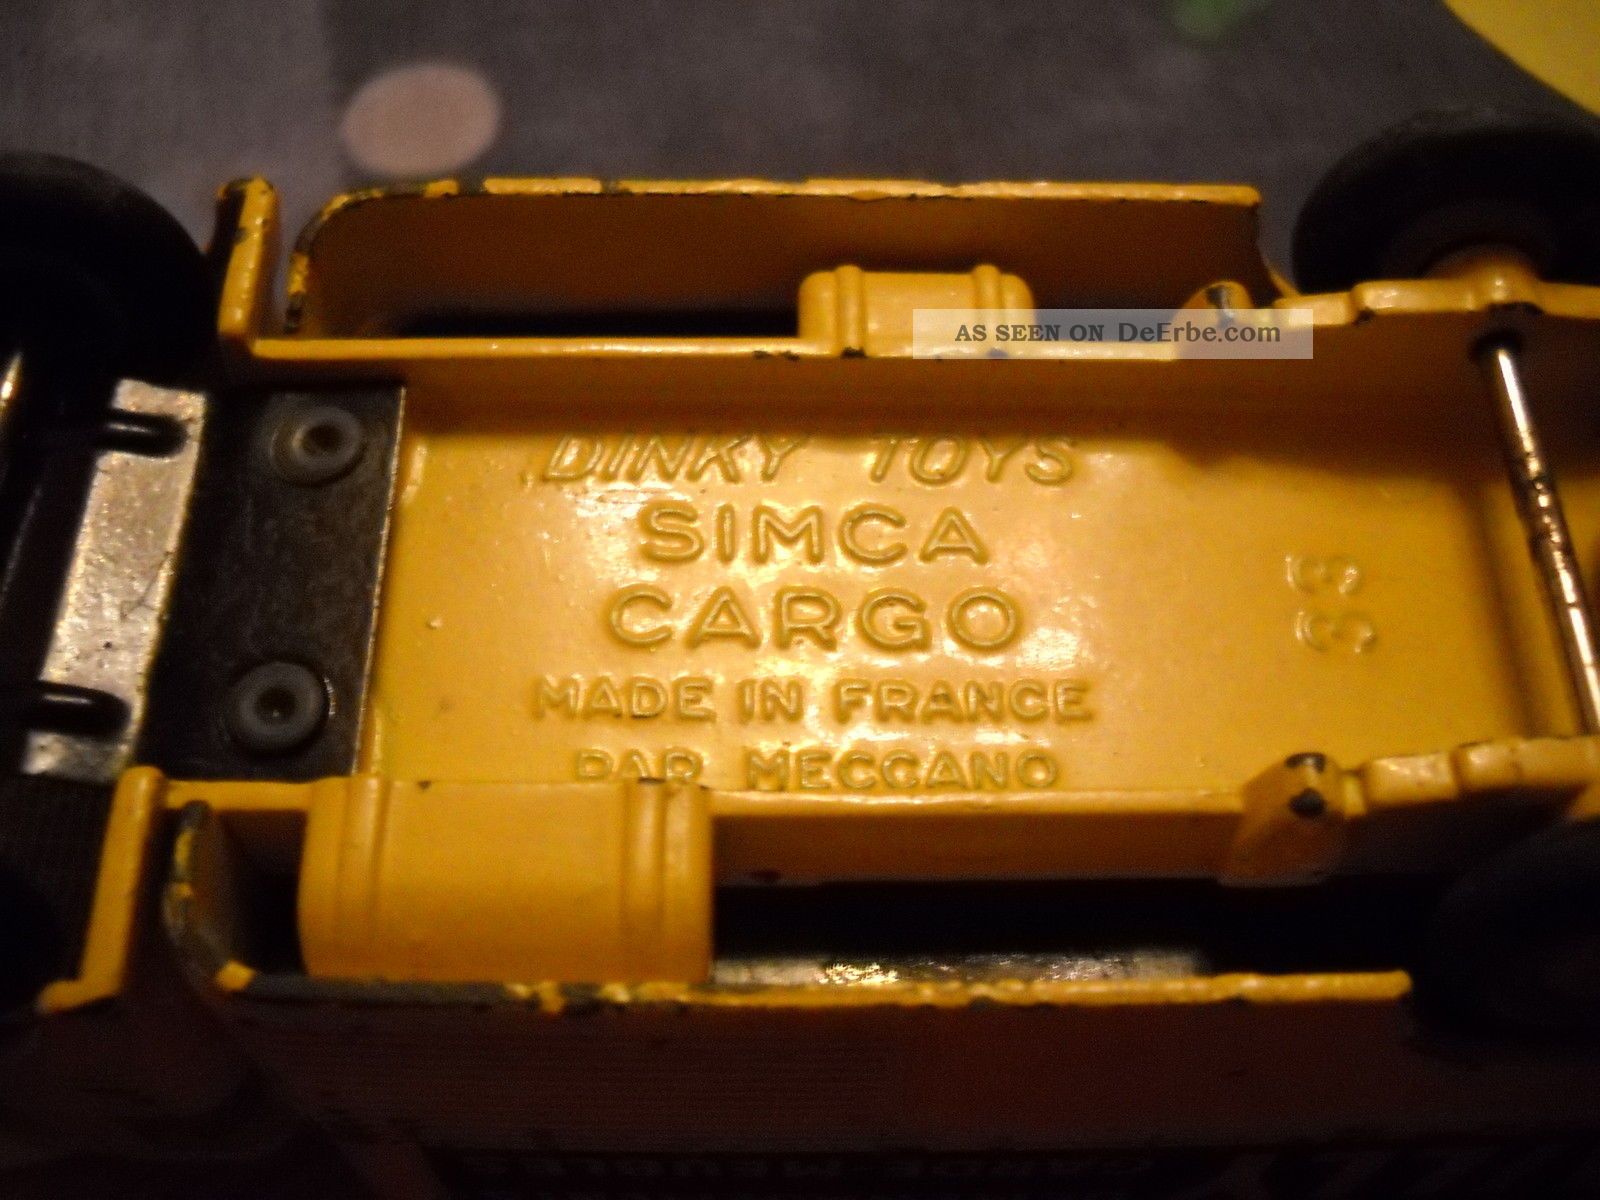 AS SEEN ON DeErbe.com
DINKY TOYS
SIMCA
CARGO
33
MADE IN FRANCE
PAR MECCANO